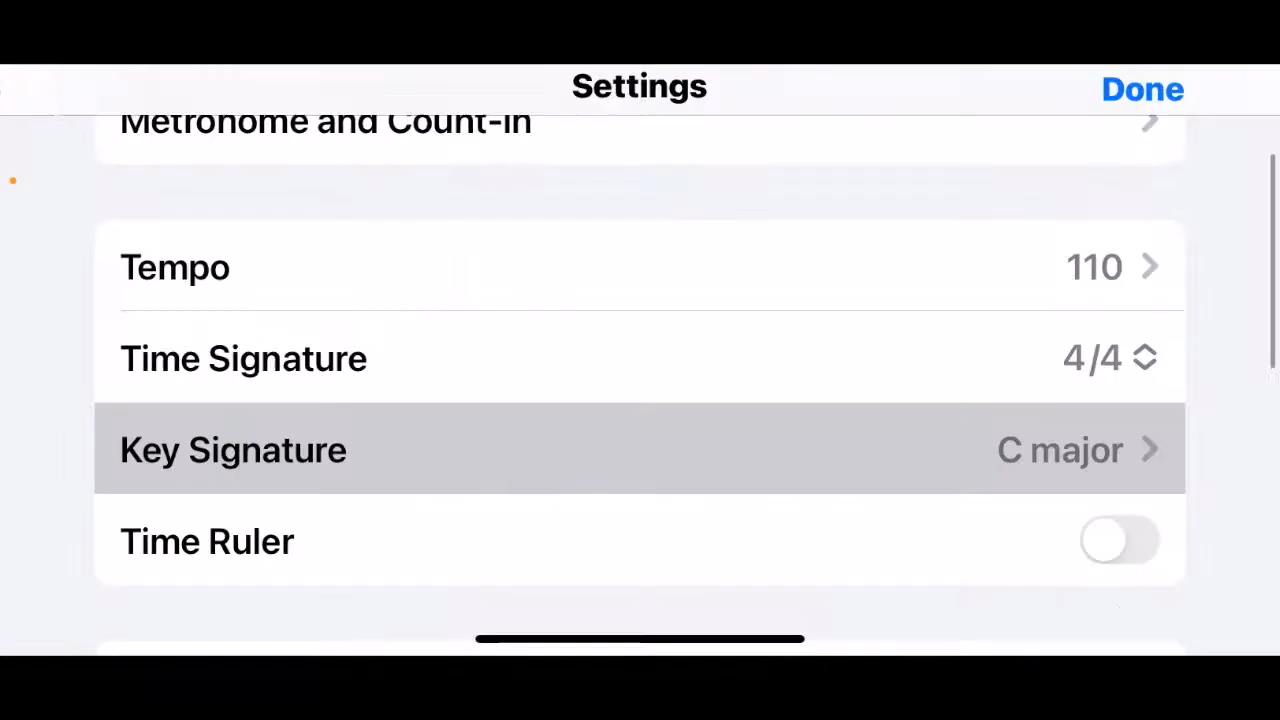 Settings
Done
Metronome and Count-In
Tempo
110
Time Signature
4/4
Key Signature
C major
Time Ruler